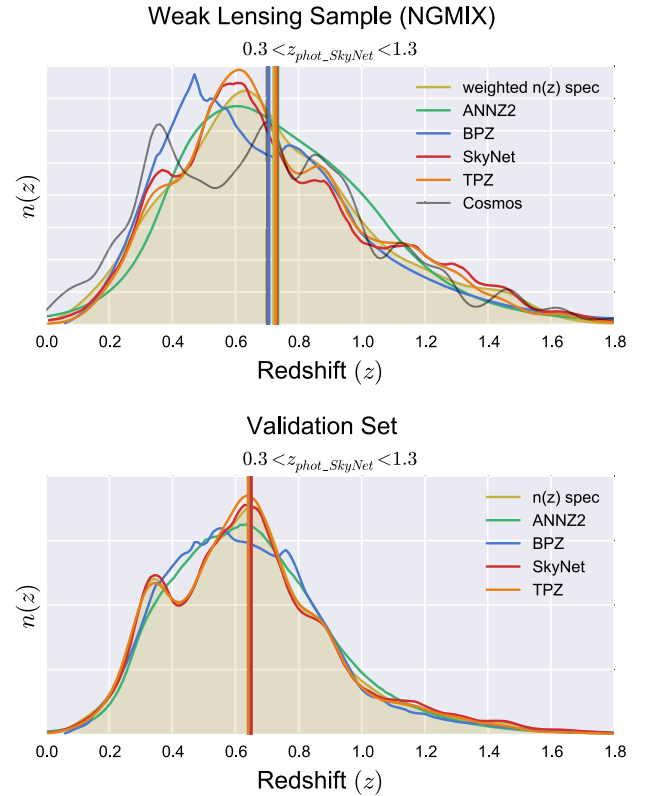 Weak Lensing Sample (NGMIX)
0.3 < z_phot_SkyNet < 1.3
n(z)
weighted n(z) spec
ANNZ2
BPZ
SkyNet
TPZ
Cosmos
0.0 0.2 0.4 0.6 0.8 1.0 1.2 1.4 1.6 1.8
Redshift (z)
Validation Set
0.3 < z_phot_SkyNet < 1.3
n(z)
n(z) spec
ANNZ2
BPZ
SkyNet
TPZ
0.0 0.2 0.4 0.6 0.8 1.0 1.2 1.4 1.6 1.8
Redshift (z)